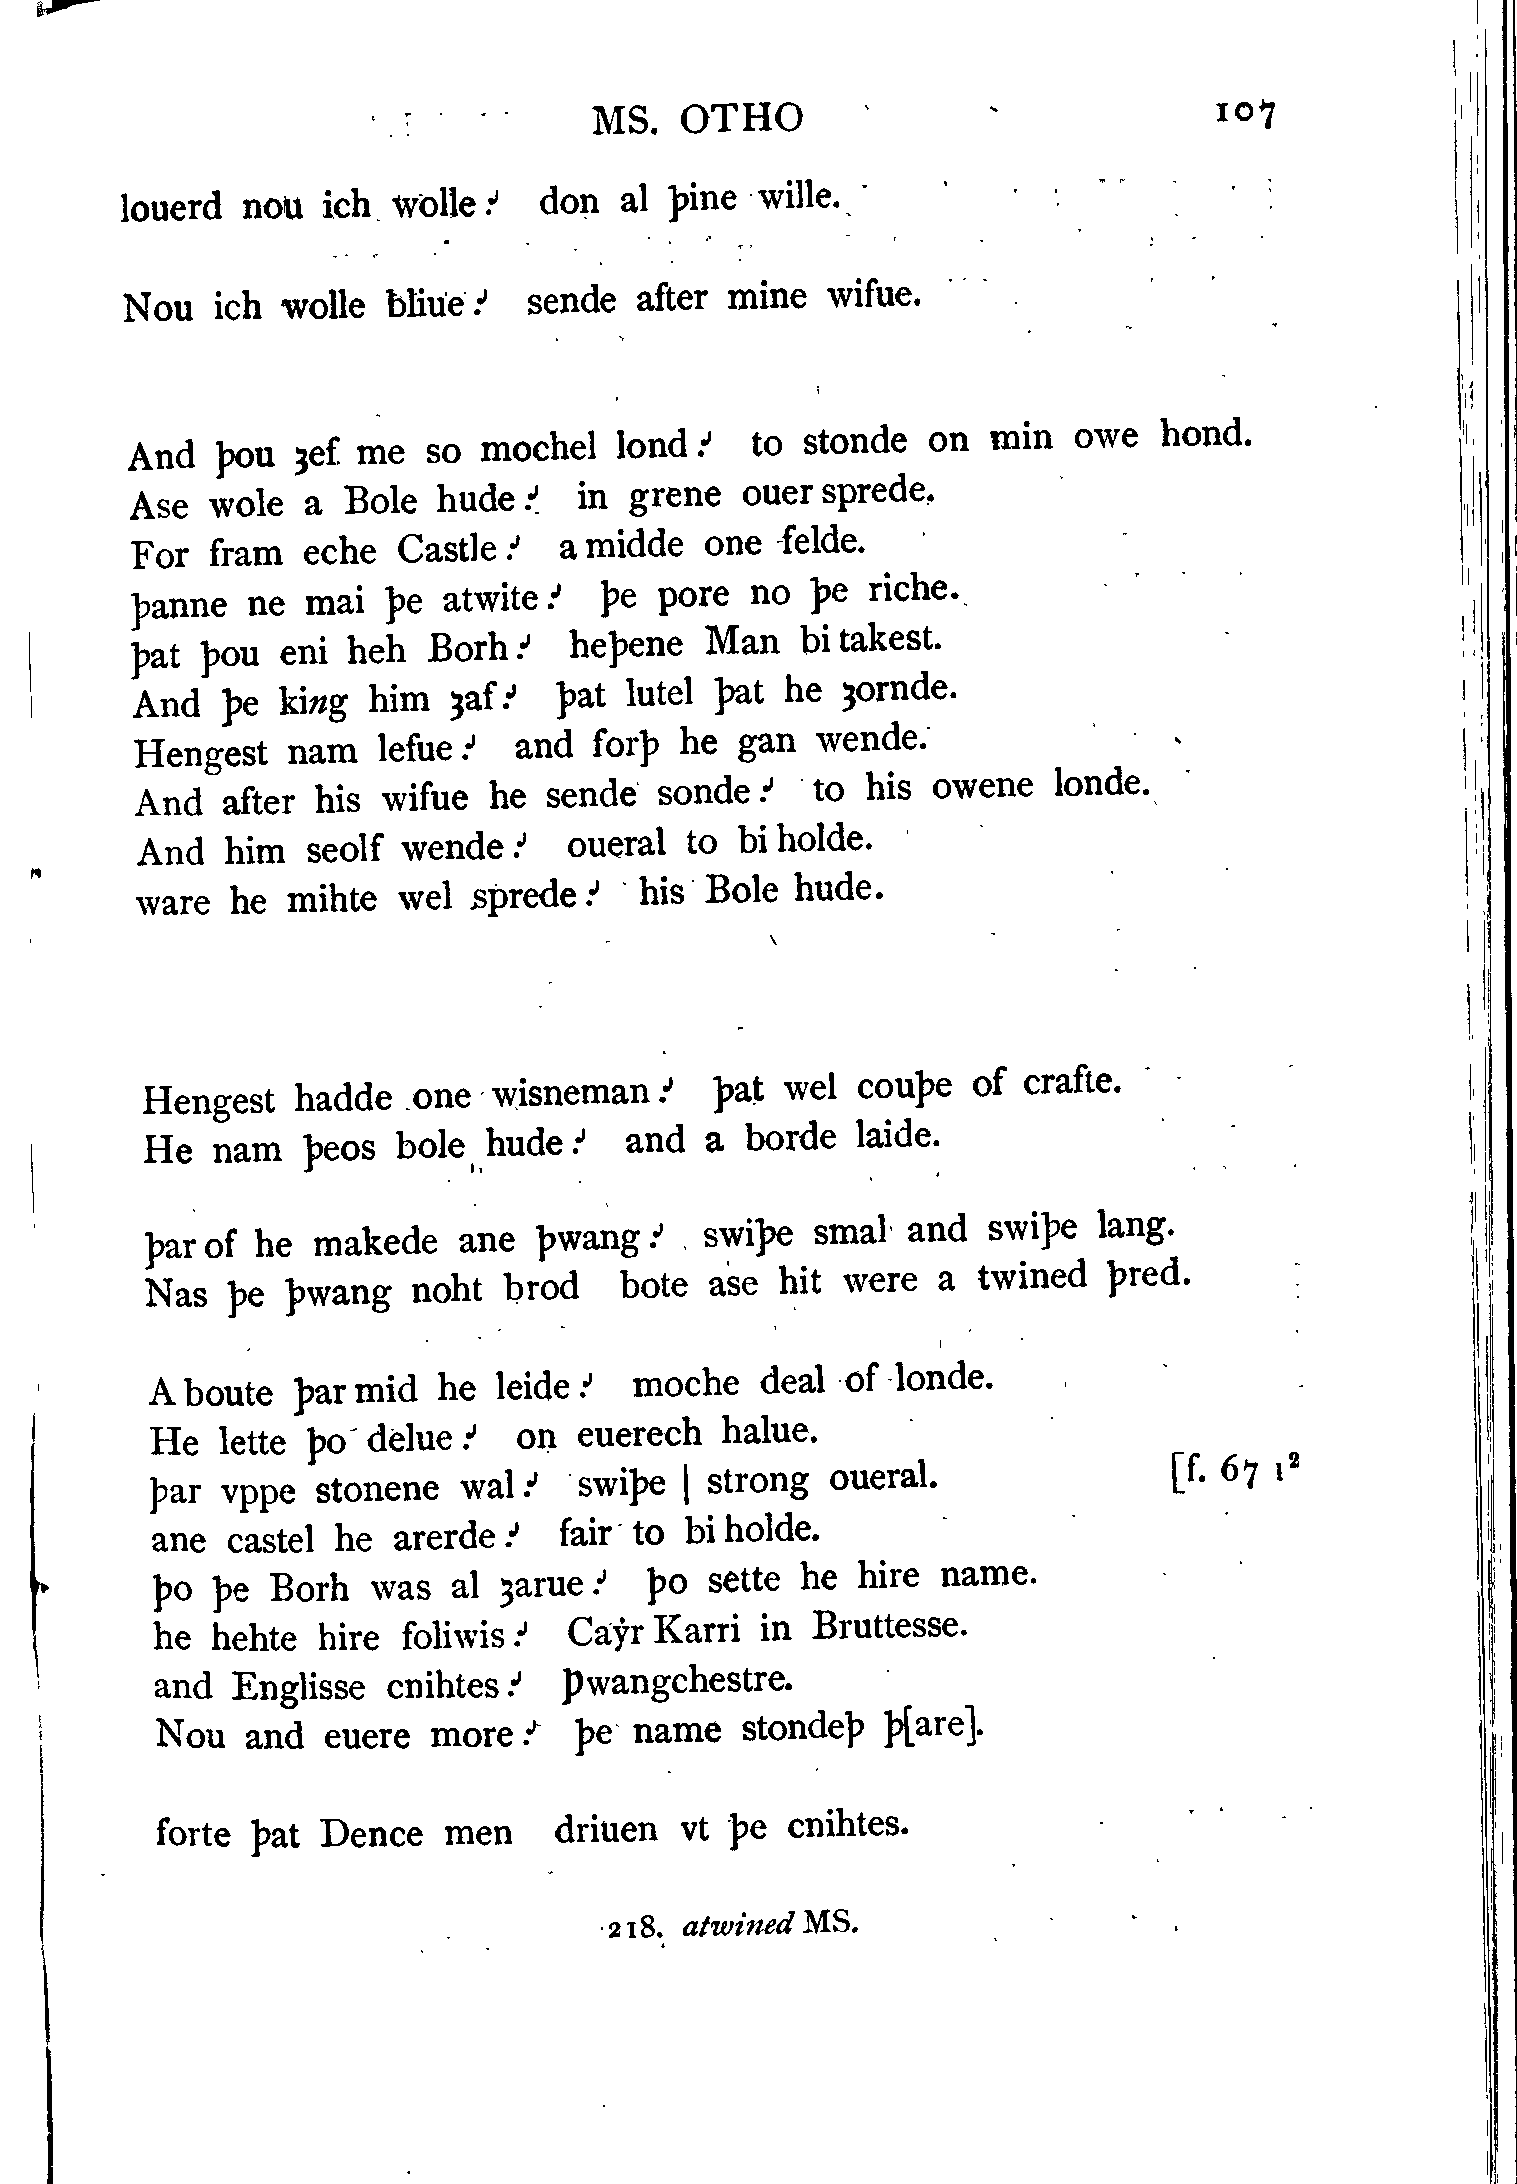 MS. OTHO 107
louerd nou ich wolle⹎ don al þine wille.
Nou ich wolle bliue⹎ sende after mine wifue.
And þou ȝef me so mochel lond⹎ to stonde on min owe hond.
Ase wole a Bole hude⹎ in grene ouer sprede.
For fram eche Castle⹎ a midde one felde.
þanne ne mai þe atwite⹎ þe pore no þe riche.
þat þou eni heh Borh⹎ heþene Man bi takest.
And þe king him ȝaf⹎ þat lutel þat he ȝornde.
Hengest nam lefue⹎ and forþ he gan wende.
And after his wifue he sende sonde⹎ to his owene londe.
And him seolf wende⹎ oueral to bi holde.
ware he mihte wel sprede⹎ his Bole hude.
Hengest hadde one wisneman⹎ þat wel couþe of crafte.
He nam þeos bole hude⹎ and a borde laide.
þar of he makede ane þwang⹎ swiþe smal and swiþe lang.
Nas þe þwang noht brod bote ase hit were a twined þred.
A boute þar mid he leide⹎ moche deal of londe.
He lette þo delue⹎ on euerech halue.
þar vppe stonene wal⹎ swiþe | strong oueral. [f. 67 1²
ane castel he arerde⹎ fair to bi holde.
þo þe Borh was al ȝarue⹎ þo sette he hire name.
he hehte hire foliwis⹎ Caẏr Karri in Bruttesse.
and Englisse cnihtes⹎ Þwangchestre.
Nou and euere more⹎ þe name stondeþ þ[are].
forte þat Dence men driuen vt þe cnihtes.
218. atwined MS.